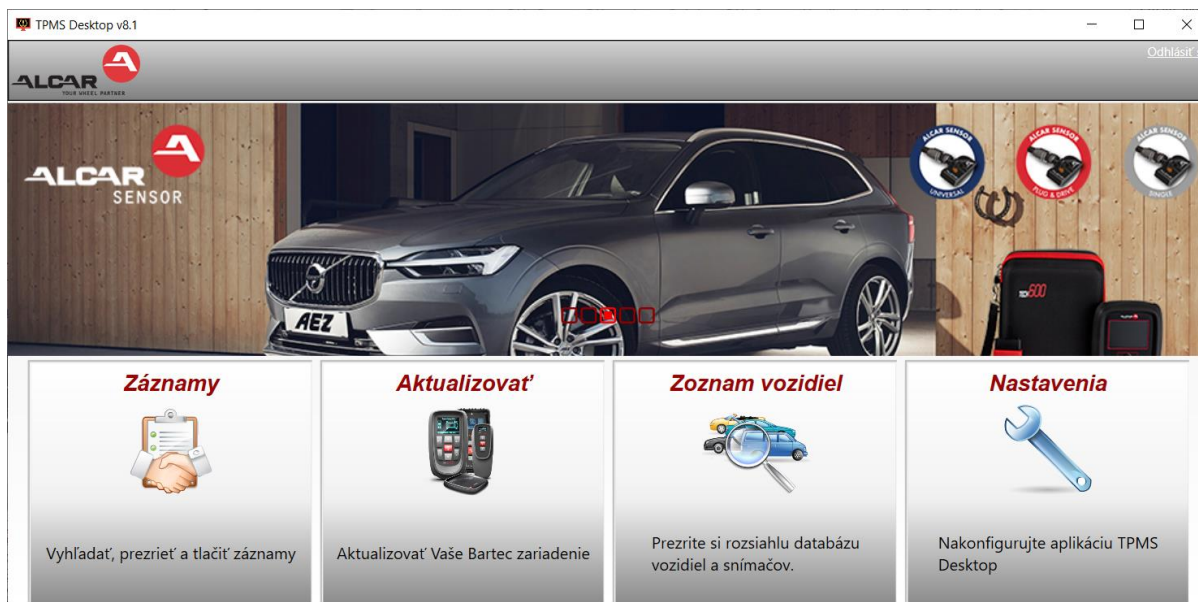 TPMS Desktop v8.1
Odhlásiť
ALCAR
YOUR WHEEL PARTNER
ALCAR
SENSOR
ALCAR SENSOR
UNIVERSAL
ALCAR SENSOR
PLUG & DRIVE
ALCAR SENSOR
SINGLE
AEZ
600
Záznamy
Vyhľadať, prezrieť a tlačiť záznamy
Aktualizovať
Aktualizovať Vaše Bartec zariadenie
Zoznam vozidiel
Prezrite si rozsiahlu databázu
vozidiel a snímačov.
Nastavenia
Nakonfigurujte aplikáciu TPMS
Desktop